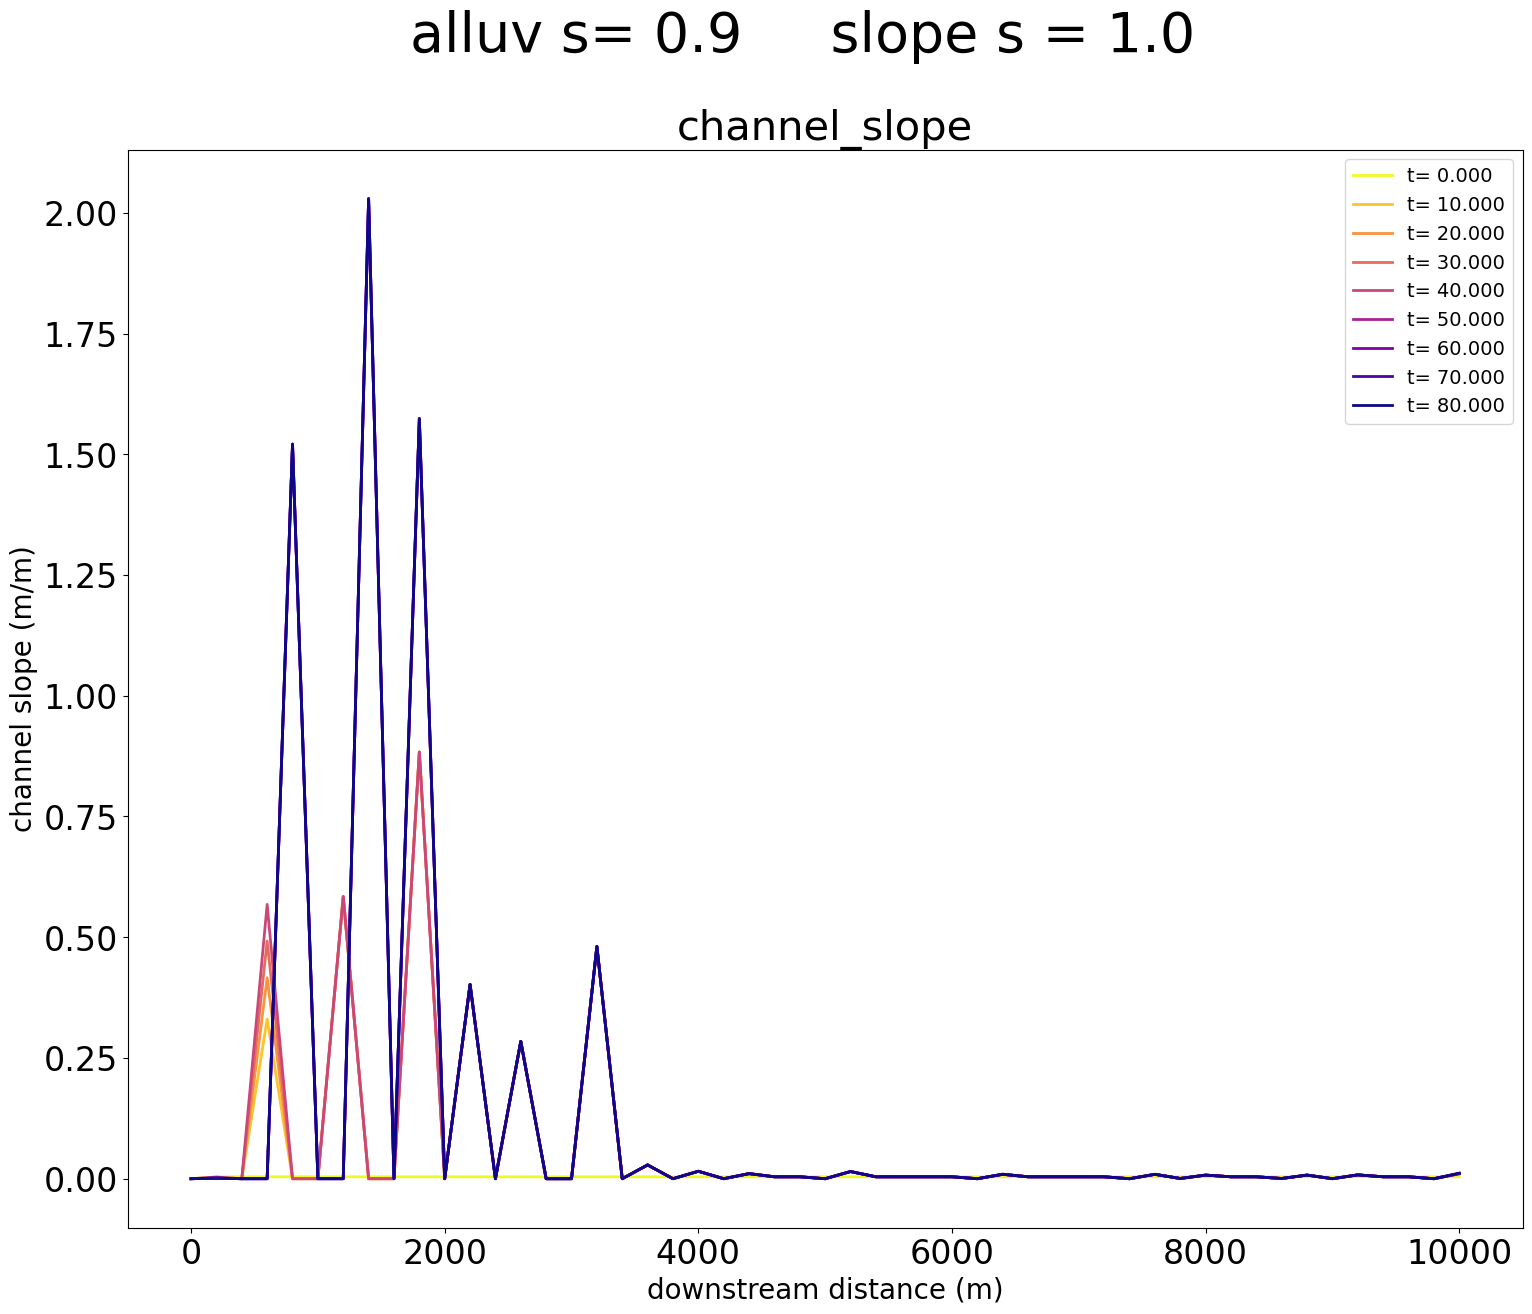 alluv s= 0.9 slope s = 1.0
channel_slope
t= 0.000
t= 10.000
t= 20.000
t= 30.000
t= 40.000
t= 50.000
t= 60.000
t= 70.000
t= 80.000
2.00
1.75
1.50
1.25
1.00
0.75
0.50
0.25
0.00
channel slope (m/m)
0 2000 4000 6000 8000 10000
downstream distance (m)